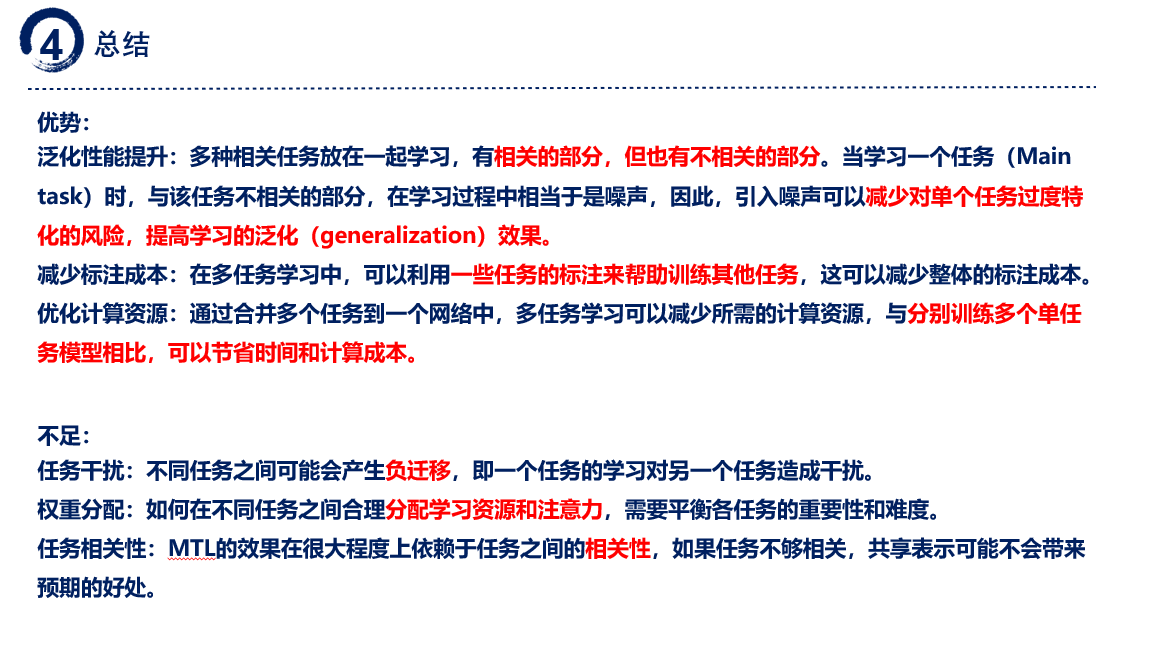 4 总结
优势：
泛化性能提升：多种相关任务放在一起学习，有相关的部分，但也有不相关的部分。当学习一个任务（Main
task）时，与该任务不相关的部分，在学习过程中相当于是噪声，因此，引入噪声可以减少对单个任务过度特
化的风险，提高学习的泛化（generalization）效果。
减少标注成本：在多任务学习中，可以利用一些任务的标注来帮助训练其他任务，这可以减少整体的标注成本。
优化计算资源：通过合并多个任务到一个网络中，多任务学习可以减少所需的计算资源，与分别训练多个单任
务模型相比，可以节省时间和计算成本。
不足：
任务干扰：不同任务之间可能会产生负迁移，即一个任务的学习对另一个任务造成干扰。
权重分配：如何在不同任务之间合理分配学习资源和注意力，需要平衡各任务的重要性和难度。
任务相关性：MTL的效果在很大程度上依赖于任务之间的相关性，如果任务不够相关，共享表示可能不会带来
预期的好处。